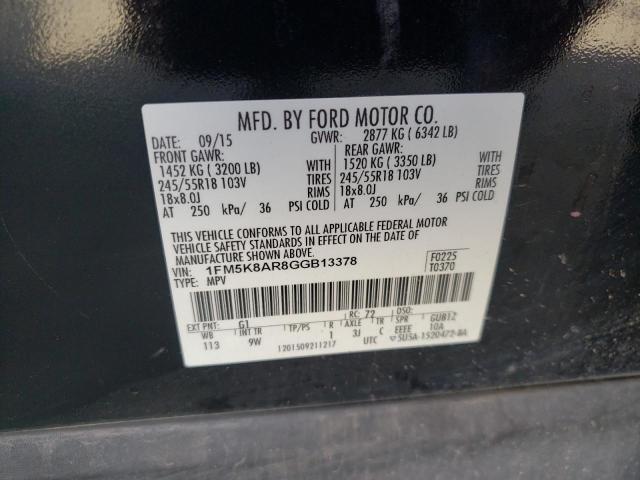 MFD. BY FORD MOTOR CO.
DATE: 09/15 GVWR: 2877 KG ( 6342 LB)
FRONT GAWR: REAR GAWR:
1452 KG ( 3200 LB) WITH 1520 KG ( 3350 LB) WITH
245/55R18 103V TIRES 245/55R18 103V TIRES
18x8.0J RIMS 18x8.0J RIMS
AT 250 kPa/ 36 PSI COLD AT 250 kPa/ 36 PSI COLD
THIS VEHICLE CONFORMS TO ALL APPLICABLE FEDERAL MOTOR
VEHICLE SAFETY STANDARDS IN EFFECT ON THE DATE OF
MANUFACTURE SHOWN ABOVE.
VIN: 1FM5K8AR8GGB13378 F0225
TYPE: MPV T0370
EXT PNT: G1 RC: 72 DSO:
WB INT TR TP/PS R AXLE TR SPR GUB12
113 9W 1 3J C EEEE 10A
1201509211217 UTC 5U5A-1520472-BA